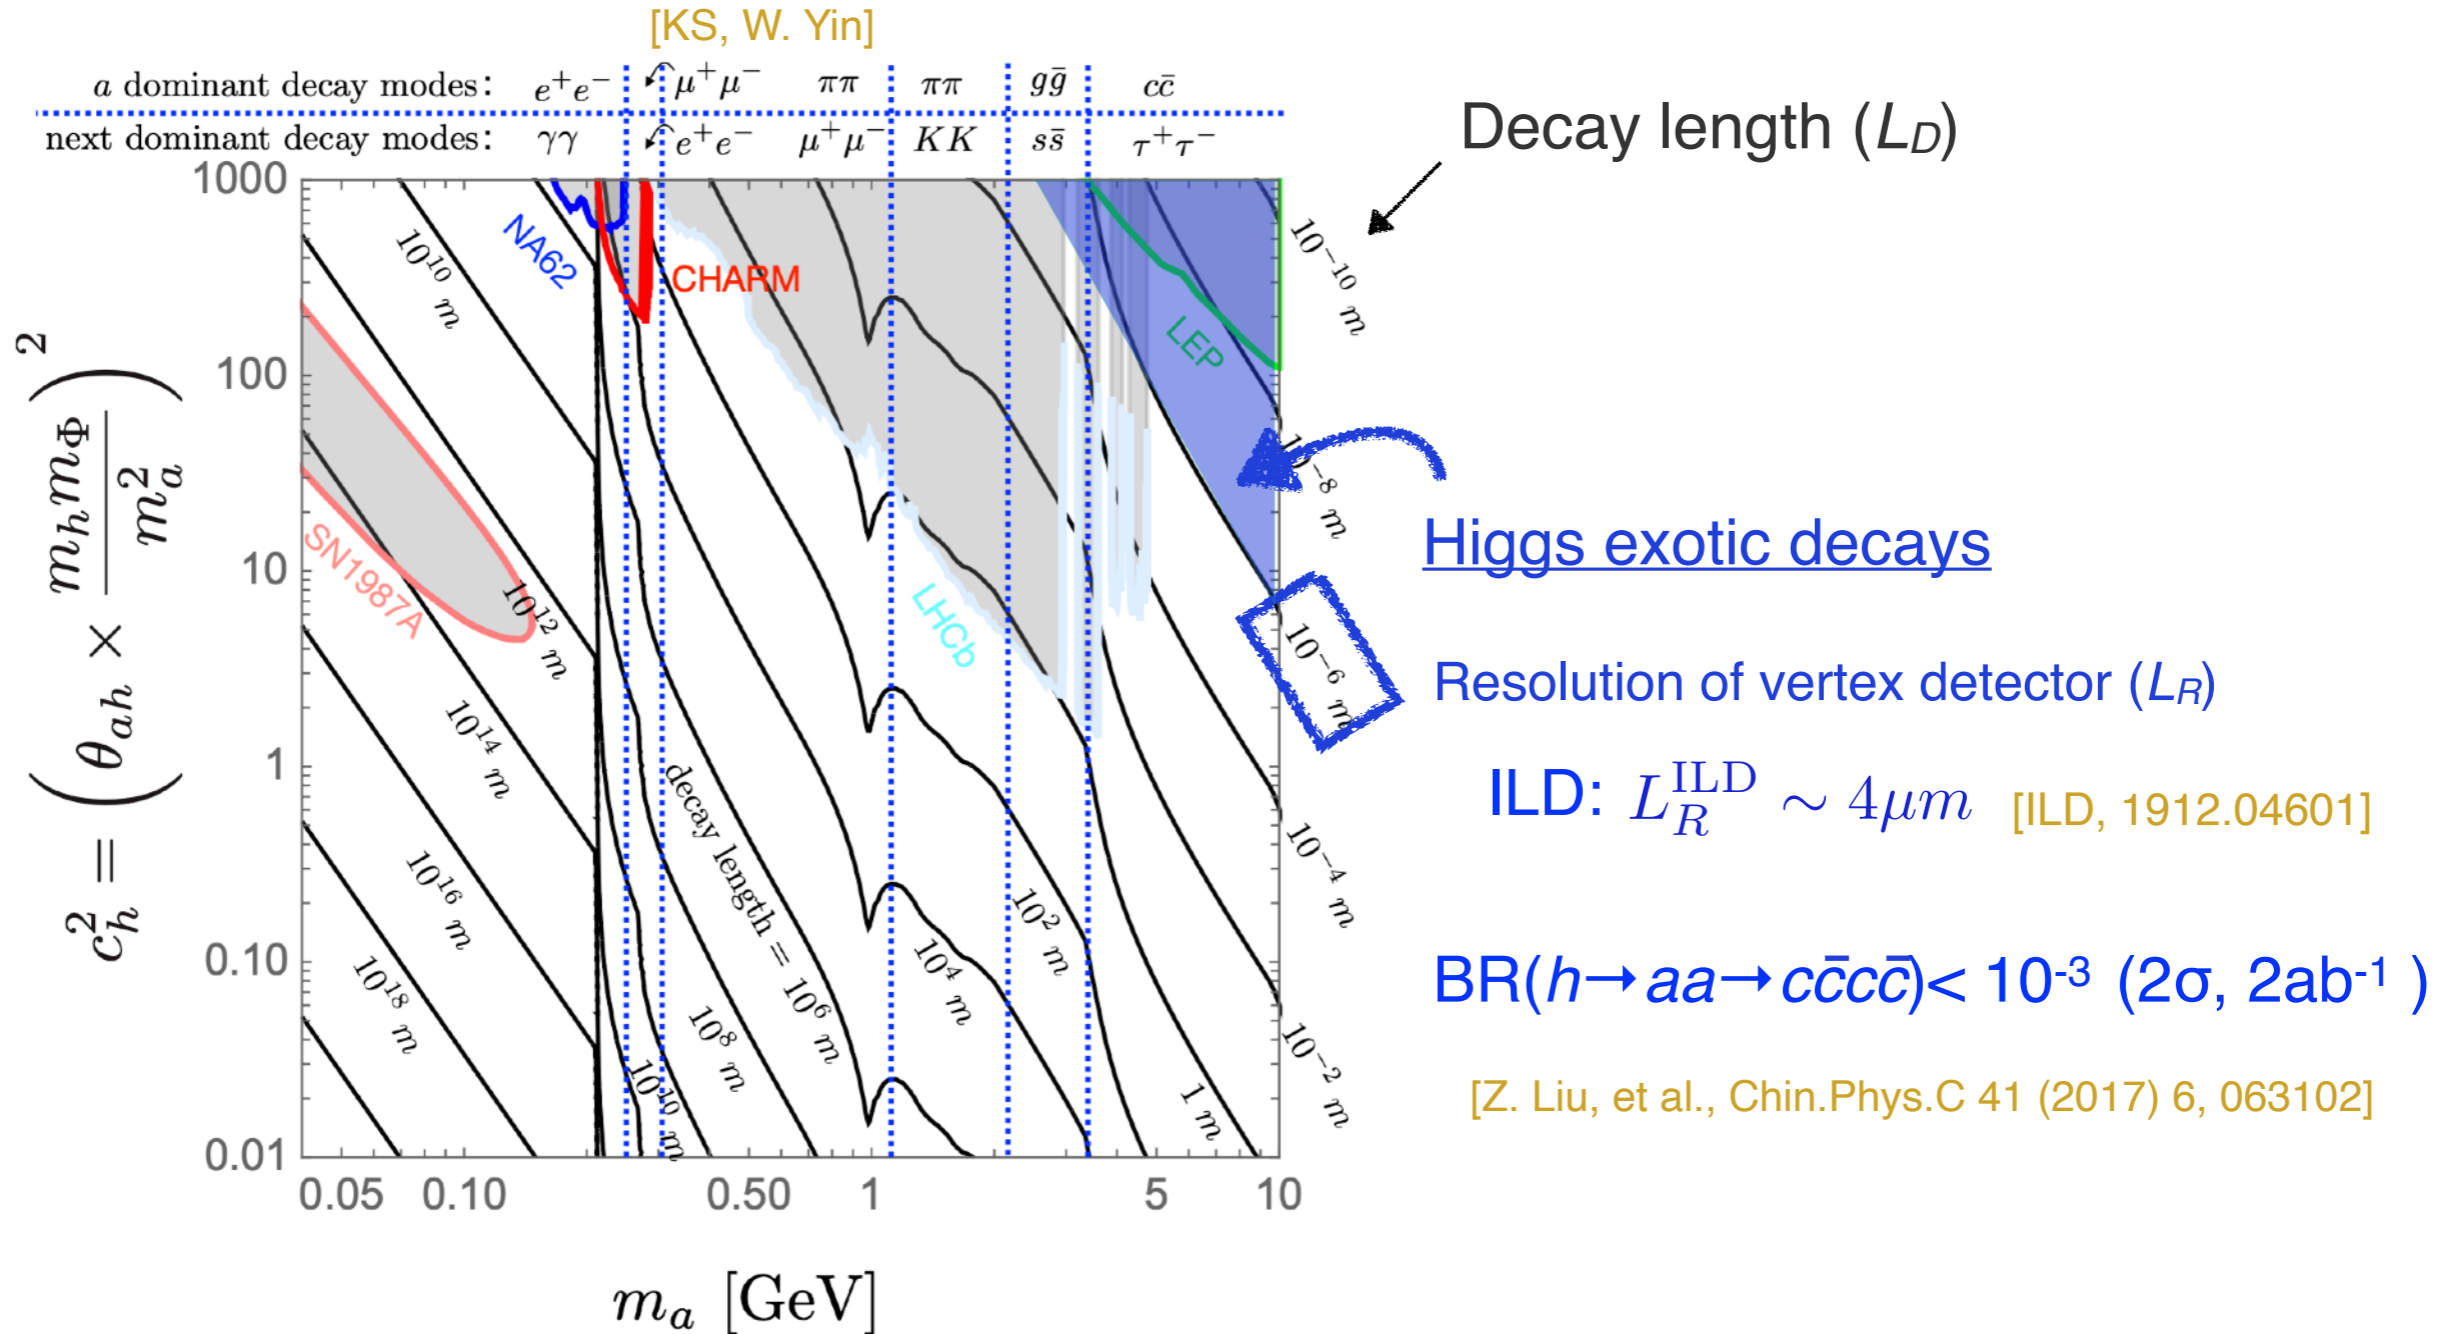 [KS, W. Yin]
a dominant decay modes: e⁺e⁻ μ⁺μ⁻ ππ ππ gḡ cc̄
next dominant decay modes: γγ e⁺e⁻ μ⁺μ⁻ KK ss̄ τ⁺τ⁻
Decay length (L_D)
1000
100
10
1
0.10
0.01
c_h² = ( θ_ah × m_h m_Φ / m_a² )²
NA62
CHARM
LEP
SN1987A
LHCb
10¹⁰ m
10¹² m
10¹⁴ m
10¹⁶ m
10¹⁸ m
10¹⁰ m
10⁸ m
decay length = 10⁶ m
10⁴ m
10² m
1 m
10⁻¹⁰ m
10⁻⁸ m
10⁻⁶ m
10⁻⁴ m
10⁻² m
0.05 0.10 0.50 1 5 10
m_a [GeV]
Higgs exotic decays
Resolution of vertex detector (L_R)
ILD: L_R^ILD ∼ 4μm [ILD, 1912.04601]
BR(h→aa→cc̄cc̄)< 10⁻³ (2σ, 2ab⁻¹ )
[Z. Liu, et al., Chin.Phys.C 41 (2017) 6, 063102]